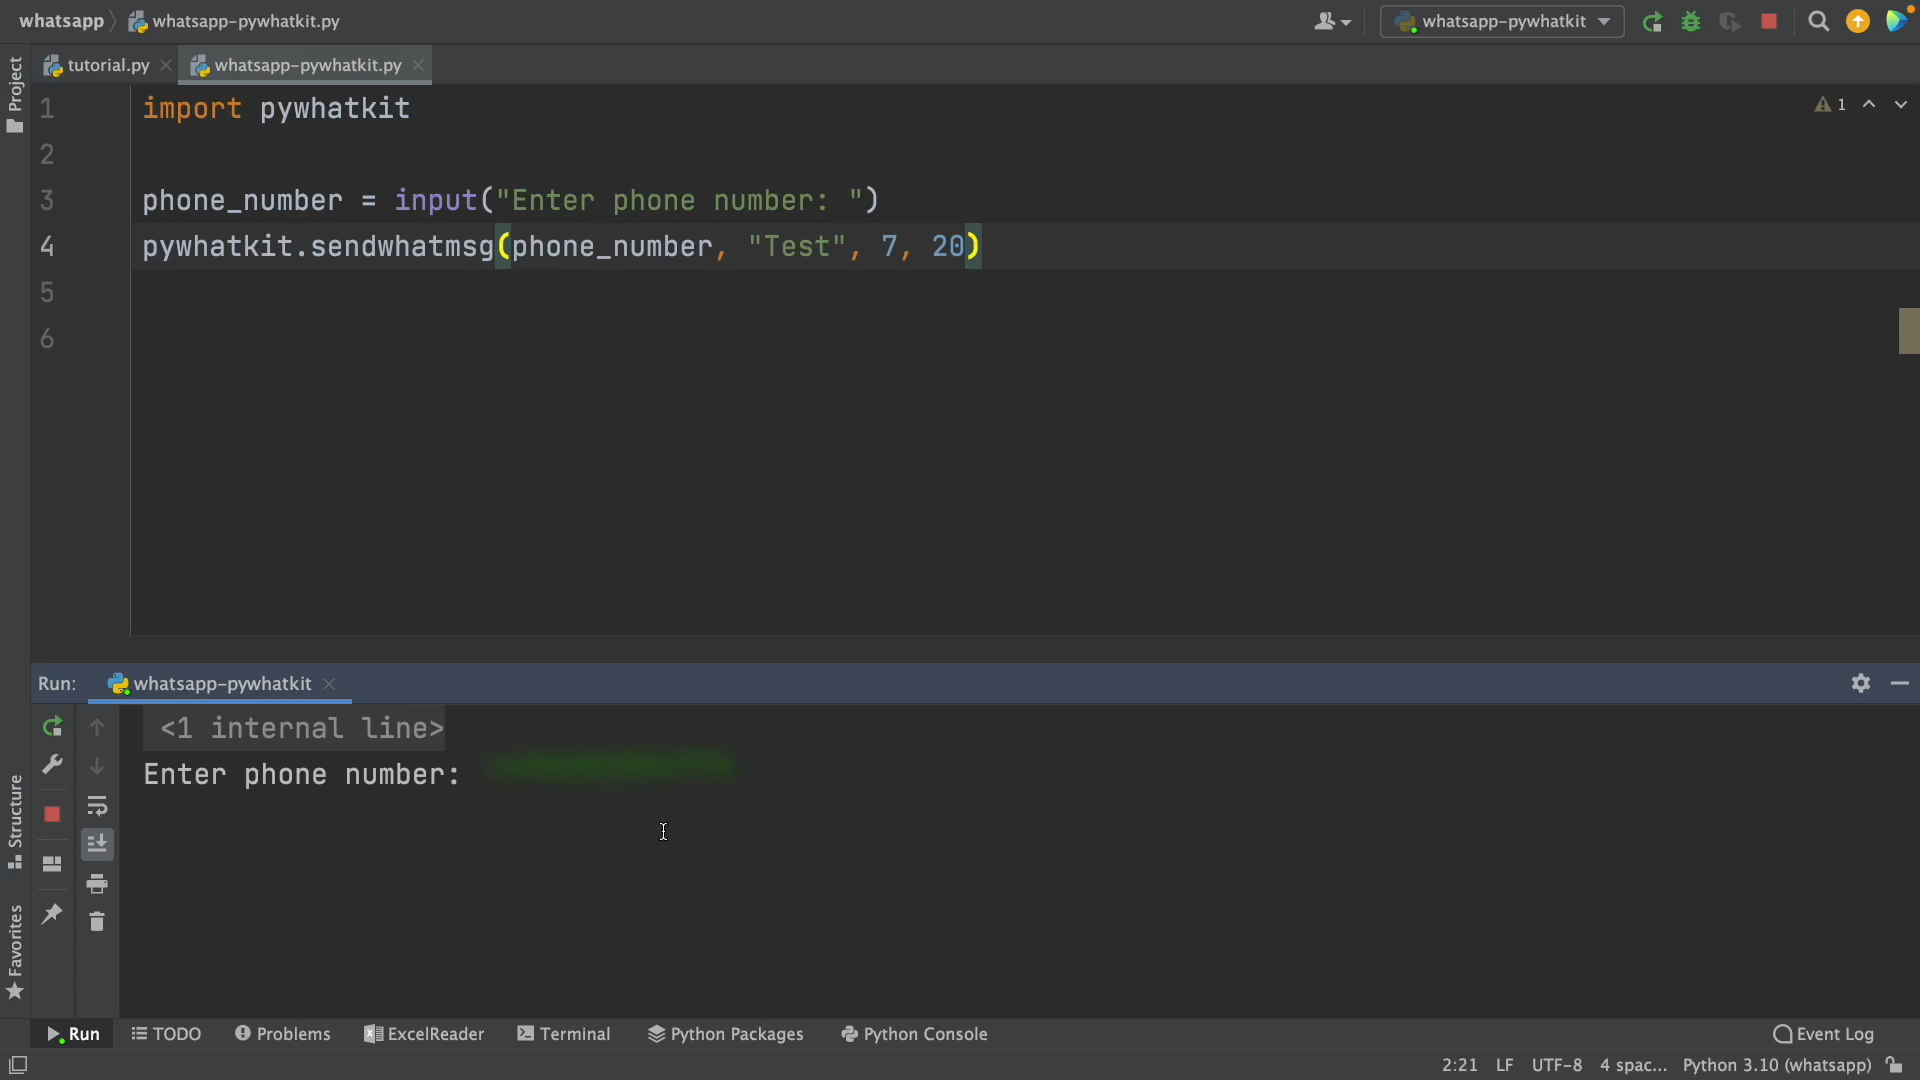 whatsapp whatsapp-pywhatkit.py whatsapp-pywhatkit
tutorial.py whatsapp-pywhatkit.py
Project
1 import pywhatkit
1
2
3 phone_number = input("Enter phone number: ")
4 pywhatkit.sendwhatmsg(phone_number, "Test", 7, 20)
5
6
Run: whatsapp-pywhatkit
<1 internal line>
Enter phone number:
Structure
Favorites
Run TODO Problems ExcelReader Terminal Python Packages Python Console Event Log
2:21 LF UTF-8 4 spac... Python 3.10 (whatsapp)